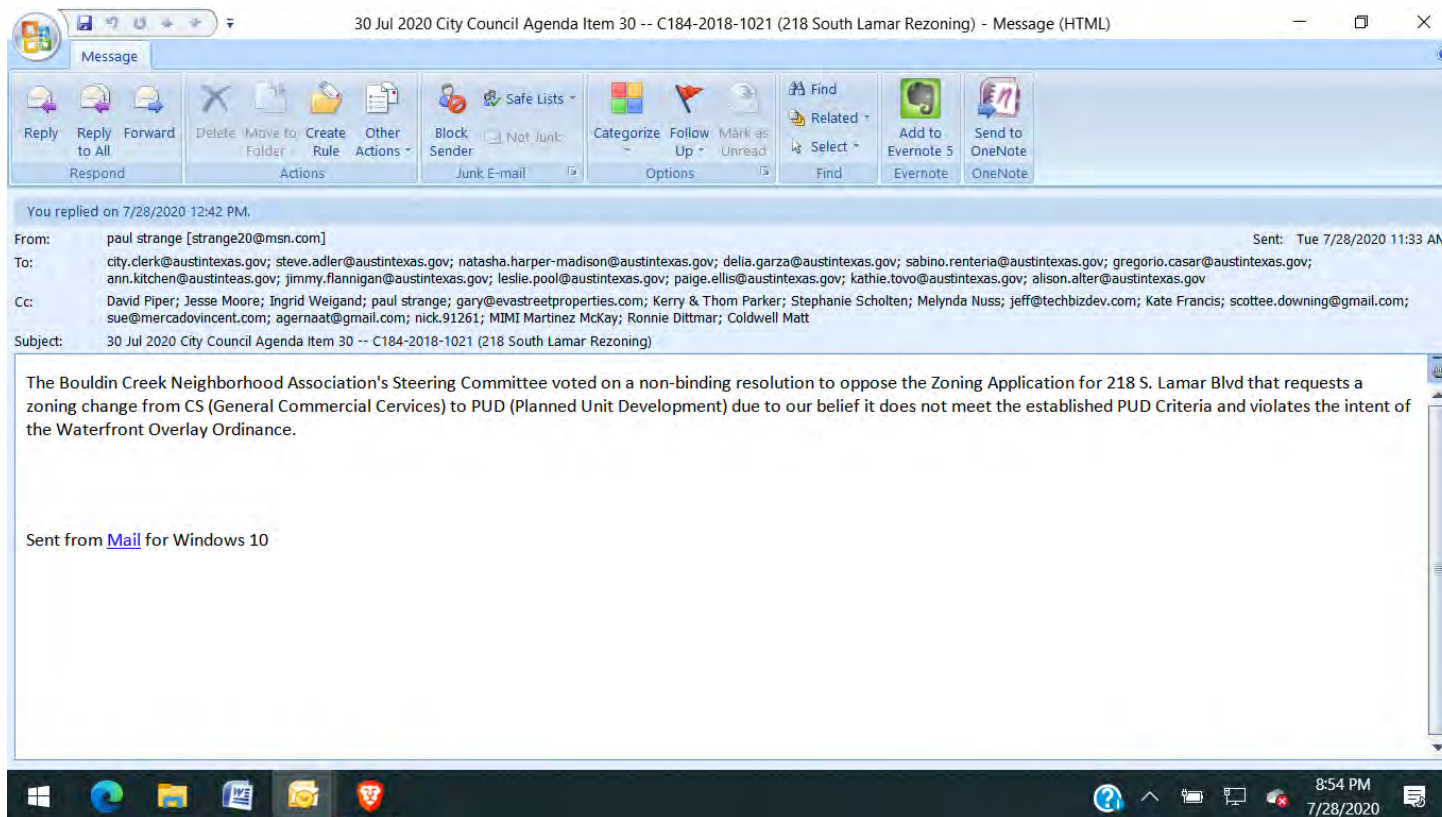 30 Jul 2020 City Council Agenda Item 30 -- C184-2018-1021 (218 South Lamar Rezoning) - Message (HTML)
Message
Reply
Reply to All
Forward
Delete
Move to Folder
Create Rule
Other Actions
Block Sender
Safe Lists
Not Junk
Categorize
Follow Up
Mark as Unread
Find
Related
Select
Add to Evernote 5
Send to OneNote
Respond
Actions
Junk E-mail
Options
Find
Evernote
OneNote
You replied on 7/28/2020 12:42 PM.
From: paul strange [strange20@msn.com]
Sent: Tue 7/28/2020 11:33 AM
To: city.clerk@austintexas.gov; steve.adler@austintexas.gov; natasha.harper-madison@austintexas.gov; delia.garza@austintexas.gov; sabino.renteria@austintexas.gov; gregorio.casar@austintexas.gov;
ann.kitchen@austinteas.gov; jimmy.flannigan@austintexas.gov; leslie.pool@austintexas.gov; paige.ellis@austintexas.gov; kathie.tovo@austintexas.gov; alison.alter@austintexas.gov
Cc: David Piper; Jesse Moore; Ingrid Weigand; paul strange; gary@evastreetproperties.com; Kerry & Thom Parker; Stephanie Scholten; Melynda Nuss; jeff@techbizdev.com; Kate Francis; scottee.downing@gmail.com;
sue@mercadovincent.com; agernaat@gmail.com; nick.91261; MIMI Martinez McKay; Ronnie Dittmar; Coldwell Matt
Subject: 30 Jul 2020 City Council Agenda Item 30 -- C184-2018-1021 (218 South Lamar Rezoning)
The Bouldin Creek Neighborhood Association's Steering Committee voted on a non-binding resolution to oppose the Zoning Application for 218 S. Lamar Blvd that requests a
zoning change from CS (General Commercial Cervices) to PUD (Planned Unit Development) due to our belief it does not meet the established PUD Criteria and violates the intent of
the Waterfront Overlay Ordinance.
Sent from Mail for Windows 10
8:54 PM
7/28/2020